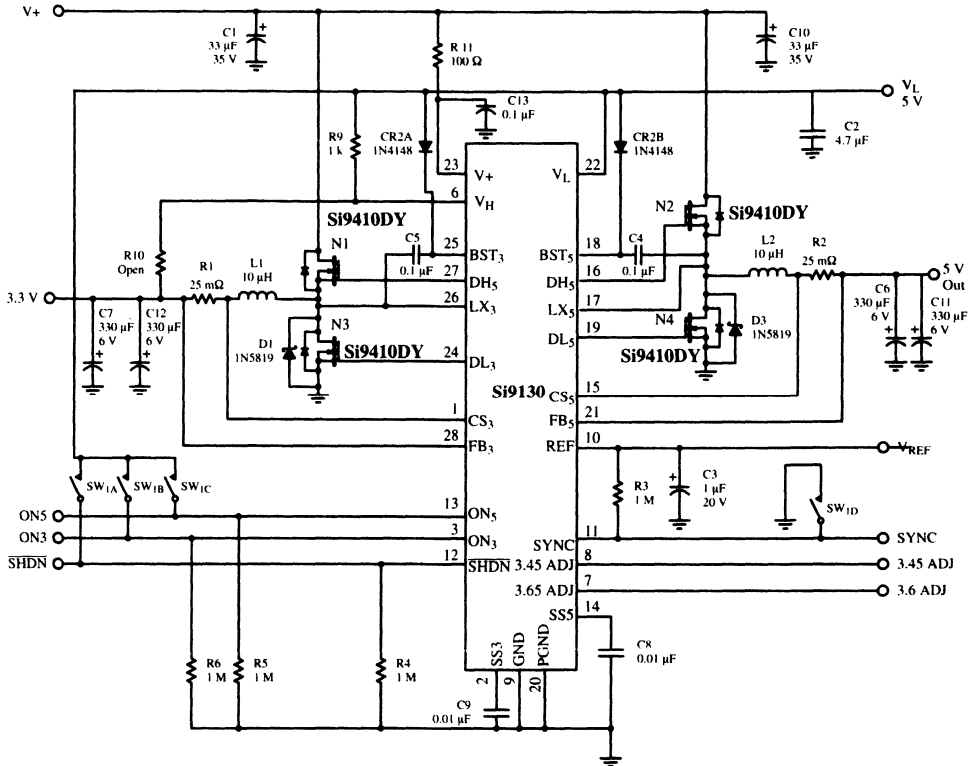 V+
C1
33 µF
35 V
R 11
100 Ω
C10
33 µF
35 V
VL
5 V
C13
0.1 µF
R9
1 k
CR2A
1N4148
CR2B
1N4148
C2
4.7 µF
23
V+
VL
22
6
VH
Si9410DY
N1
N2
Si9410DY
R10
Open
C5
0.1 µF
25
BST3
BST5
18
C4
0.1 µF
L2
10 µH
R2
25 mΩ
R1
25 mΩ
L1
10 µH
27
DH5
DH5
16
5 V
Out
3.3 V
26
LX3
LX5
17
C6
330 µF
6 V
C11
330 µF
6 V
C7
330 µF
6 V
C12
330 µF
6 V
N3
D1
1N5819
Si9410DY
24
DL3
DL5
19
N4
Si9410DY
D3
1N5819
Si9130
15
CS5
1
CS3
21
FB5
28
FB3
REF
10
VREF
SW1A
SW1B
SW1C
R3
1 M
C3
1 µF
20 V
SW1D
ON5
13
ON5
ON3
3
ON3
SYNC
11
SYNC
SHDN
12
SHDN
3.45 ADJ
8
3.45 ADJ
3.65 ADJ
7
3.6 ADJ
SS5
14
R6
1 M
R5
1 M
R4
1 M
SS3
GND
PGND
2
9
20
C8
0.01 µF
C9
0.01 µF